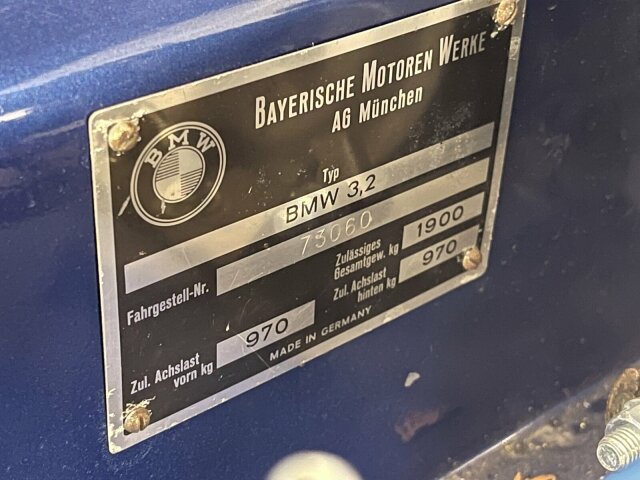 BMW
BAYERISCHE MOTOREN WERKE
AG München
Typ
BMW 3,2
Fahrgestell-Nr. 73060
Zulässiges Gesamtgew. kg 1900
Zul. Achslast hinten kg 970
Zul. Achslast vorn kg 970
MADE IN GERMANY